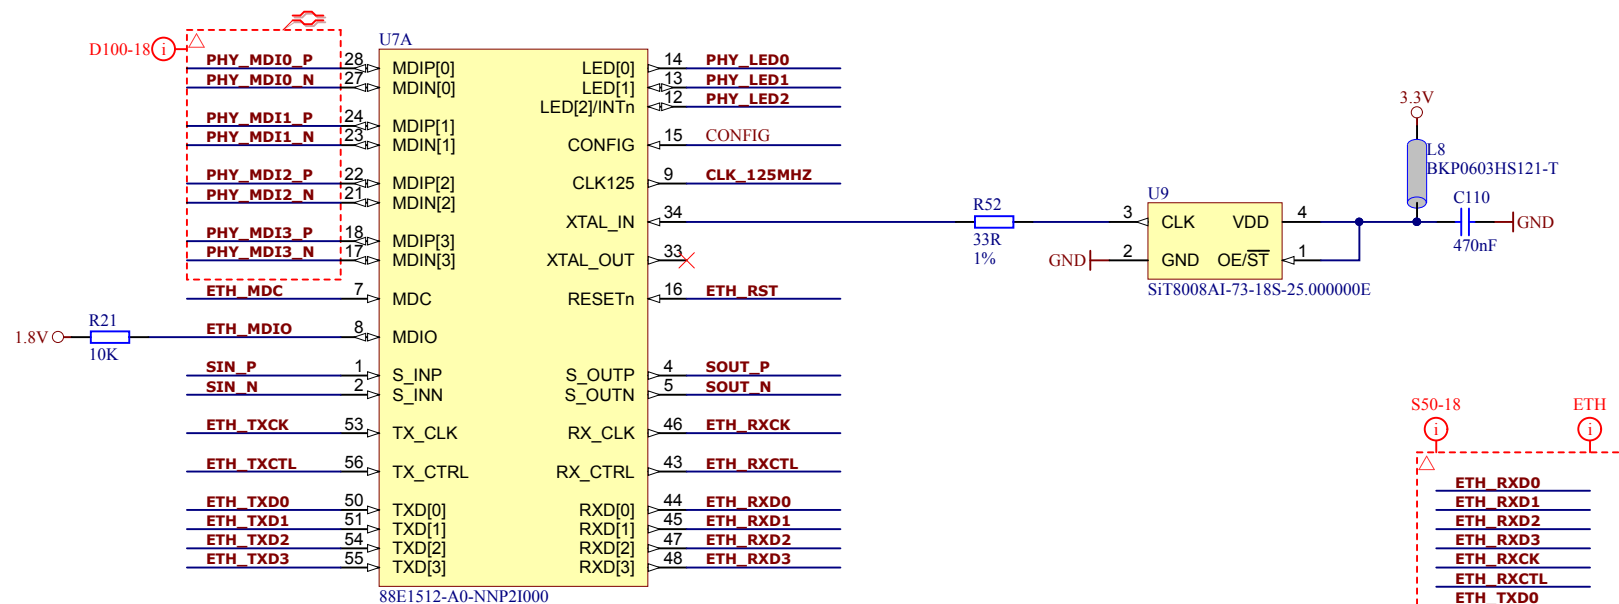 D100-18 i
PHY_MDI0_P 28 MDIP[0]
PHY_MDI0_N 27 MDIN[0]
PHY_MDI1_P 24 MDIP[1]
PHY_MDI1_N 23 MDIN[1]
PHY_MDI2_P 22 MDIP[2]
PHY_MDI2_N 21 MDIN[2]
PHY_MDI3_P 18 MDIP[3]
PHY_MDI3_N 17 MDIN[3]
ETH_MDC 7 MDC
1.8V R21 10K ETH_MDIO 8 MDIO
SIN_P 1 S_INP
SIN_N 2 S_INN
ETH_TXCK 53 TX_CLK
ETH_TXCTL 56 TX_CTRL
ETH_TXD0 50 TXD[0]
ETH_TXD1 51 TXD[1]
ETH_TXD2 54 TXD[2]
ETH_TXD3 55 TXD[3]
U7A
LED[0] 14 PHY_LED0
LED[1] 13 PHY_LED1
LED[2]/INTn 12 PHY_LED2
CONFIG 15 CONFIG
CLK125 9 CLK_125MHZ
XTAL_IN 34
XTAL_OUT 33
RESETn 16 ETH_RST
S_OUTP 4 SOUT_P
S_OUTN 5 SOUT_N
RX_CLK 46 ETH_RXCK
RX_CTRL 43 ETH_RXCTL
RXD[0] 44 ETH_RXD0
RXD[1] 45 ETH_RXD1
RXD[2] 47 ETH_RXD2
RXD[3] 48 ETH_RXD3
88E1512-A0-NNP2I000
R52
33R
1%
U9
3 CLK VDD 4
GND 2 GND OE/ST 1
SiT8008AI-73-18S-25.000000E
3.3V
L8
BKP0603HS121-T
C110
GND
470nF
S50-18 ETH
i i
ETH_RXD0
ETH_RXD1
ETH_RXD2
ETH_RXD3
ETH_RXCK
ETH_RXCTL
ETH_TXD0